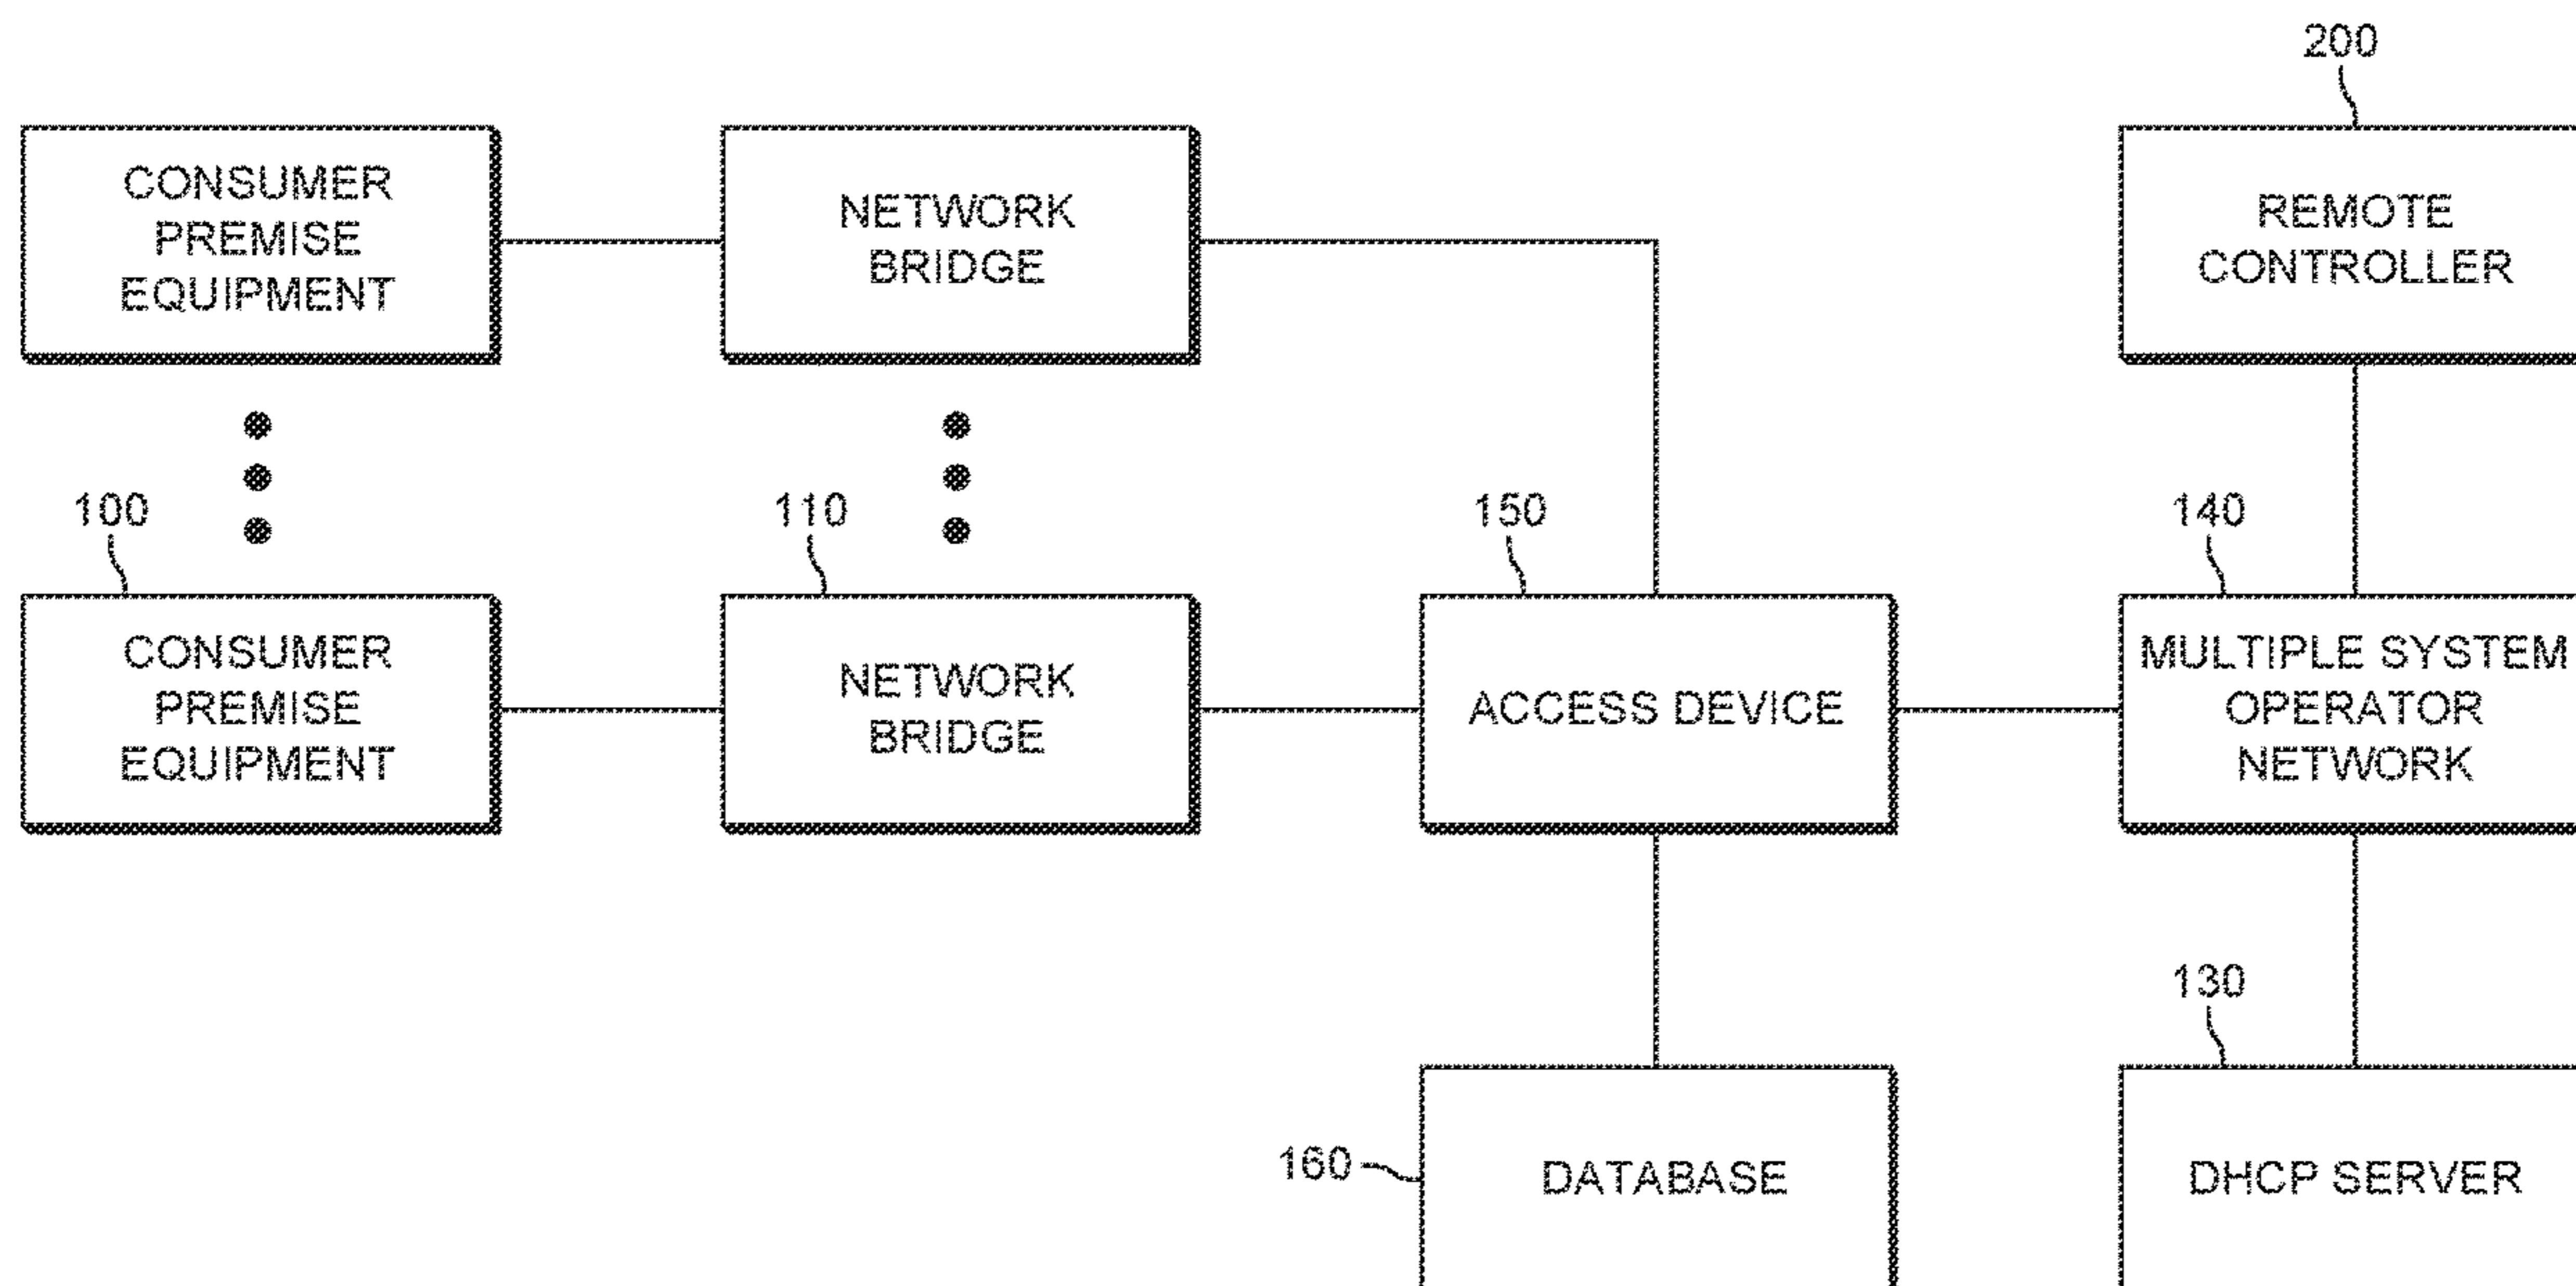 200
CONSUMER
PREMISE
EQUIPMENT
NETWORK
BRIDGE
REMOTE
CONTROLLER
100
110
150
140
CONSUMER
PREMISE
EQUIPMENT
NETWORK
BRIDGE
ACCESS DEVICE
MULTIPLE SYSTEM
OPERATOR
NETWORK
130
160
DATABASE
DHCP SERVER